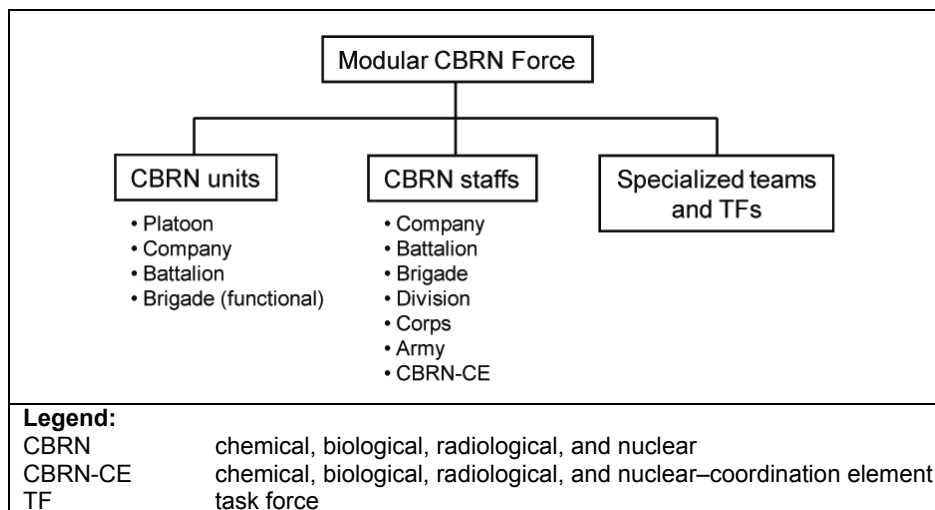 Modular CBRN Force
CBRN units
• Platoon
• Company
• Battalion
• Brigade (functional)
CBRN staffs
• Company
• Battalion
• Brigade
• Division
• Corps
• Army
• CBRN-CE
Specialized teams
and TFs
Legend:
CBRN chemical, biological, radiological, and nuclear
CBRN-CE chemical, biological, radiological, and nuclear–coordination element
TF task force